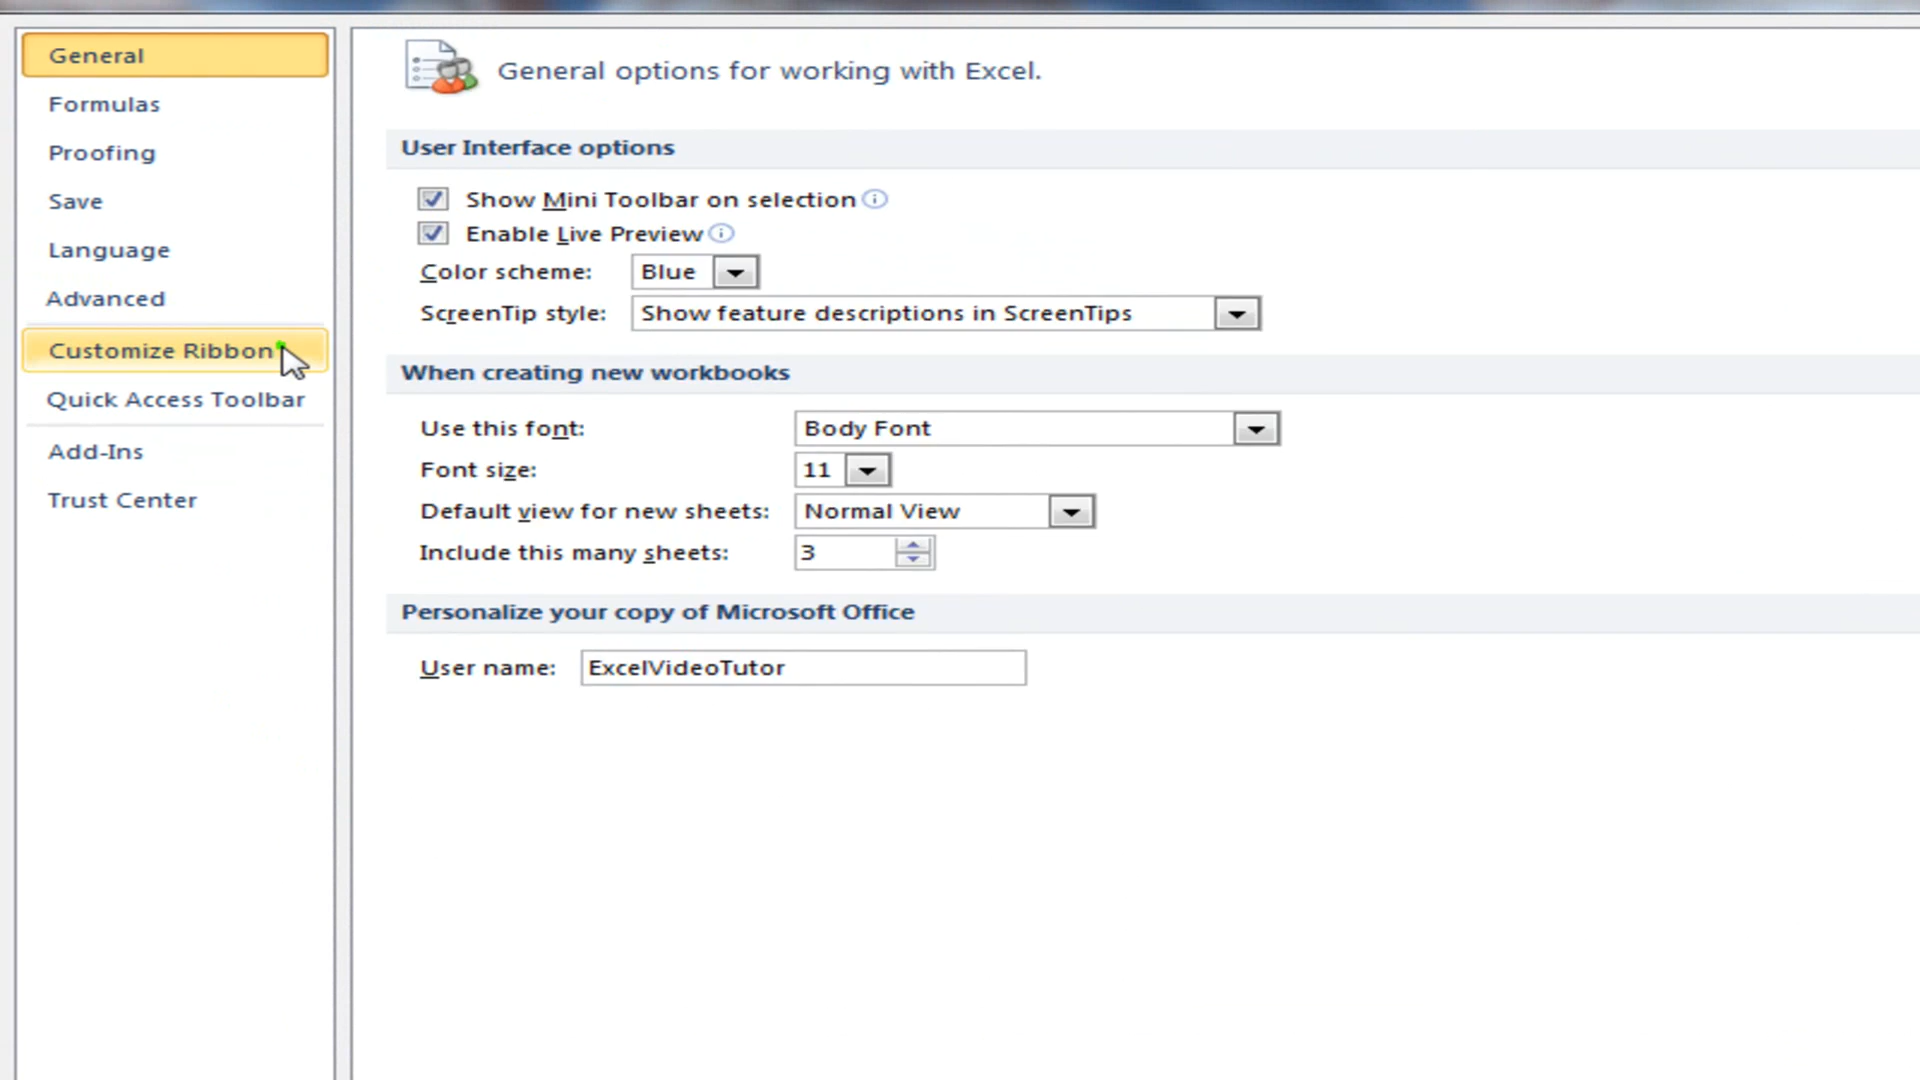 General
Formulas
Proofing
Save
Language
Advanced
Customize Ribbon
Quick Access Toolbar
Add-Ins
Trust Center
General options for working with Excel.
User Interface options
Show Mini Toolbar on selection
Enable Live Preview
Color scheme: Blue
ScreenTip style: Show feature descriptions in ScreenTips
When creating new workbooks
Use this font: Body Font
Font size: 11
Default view for new sheets: Normal View
Include this many sheets: 3
Personalize your copy of Microsoft Office
User name: ExcelVideoTutor